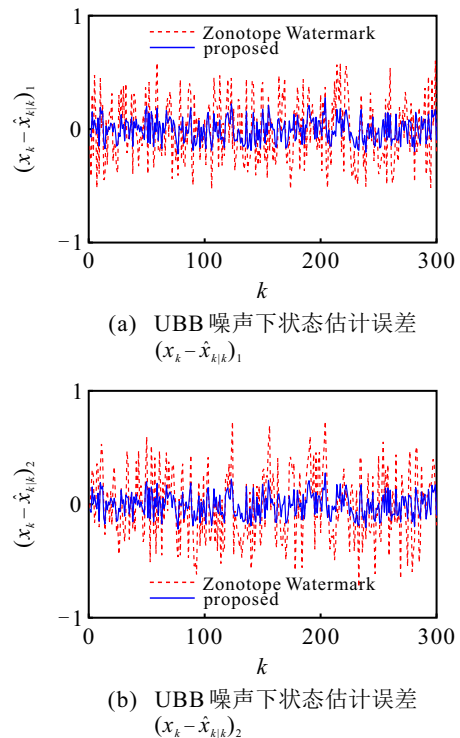 1
Zonotope Watermark
proposed
(x_k − x̂_{k|k})_1
0
−1
0 100 200 300
k
(a) UBB 噪声下状态估计误差
(x_k − x̂_{k|k})_1
1
(x_k − x̂_{k|k})_2
0
Zonotope Watermark
proposed
−1
0 100 200 300
k
(b) UBB 噪声下状态估计误差
(x_k − x̂_{k|k})_2